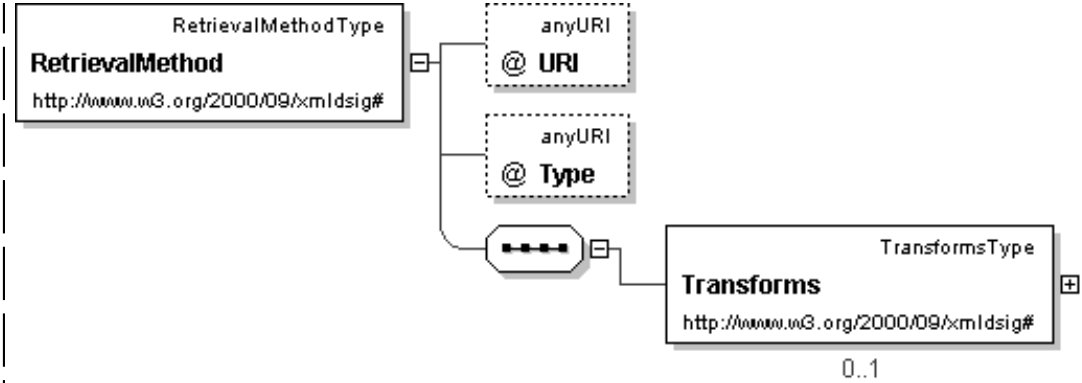 RetrievalMethodType
RetrievalMethod
http://www.w3.org/2000/09/xmldsig#
anyURI
@ URI
anyURI
@ Type
TransformsType
Transforms
http://www.w3.org/2000/09/xmldsig#
0..1